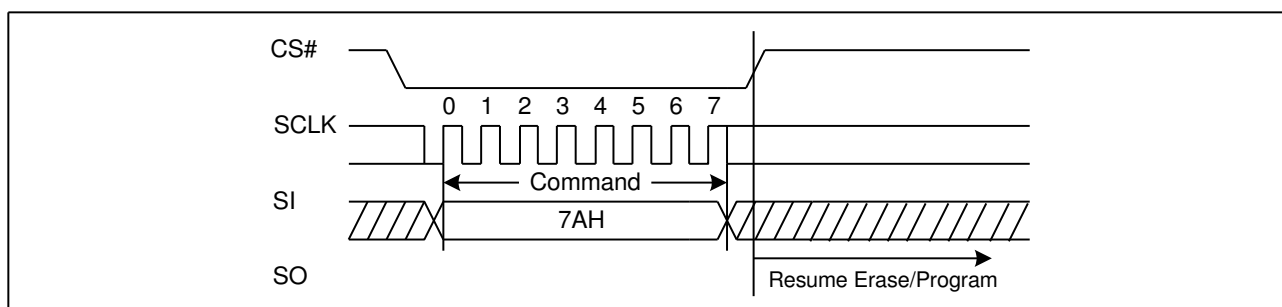 CS#
0 1 2 3 4 5 6 7
SCLK
Command
SI
7AH
SO
Resume Erase/Program